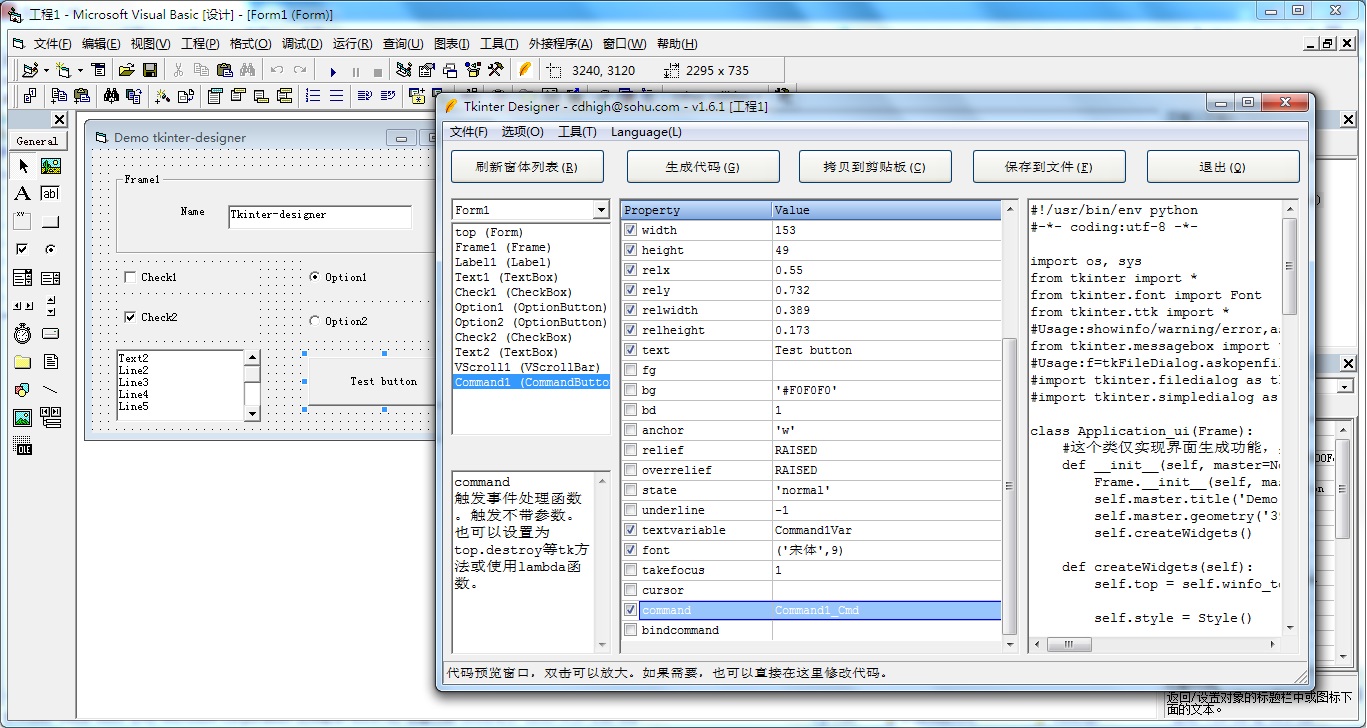 工程1 - Microsoft Visual Basic [设计] - [Form1 (Form)]
文件(F) 编辑(E) 视图(V) 工程(P) 格式(O) 调试(D) 运行(R) 查询(U) 图表(I) 工具(T) 外接程序(A) 窗口(W) 帮助(H)
3240, 3120 2295 x 735
General
A
ab|
XY
OLE
Demo tkinter-designer
Frame1
Name
Tkinter-designer
Check1
Option1
Check2
Option2
Text2
Line2
Line3
Line4
Line5
Test button
Tkinter Designer - cdhigh@sohu.com - v1.6.1 [工程1]
文件(F) 选项(O) 工具(T) Language(L)
刷新窗体列表(R) 生成代码(G) 拷贝到剪贴板(C) 保存到文件(F) 退出(Q)
Form1
top (Form)
Frame1 (Frame)
Label1 (Label)
Text1 (TextBox)
Check1 (CheckBox)
Option1 (OptionButton)
Option2 (OptionButton)
Check2 (CheckBox)
Text2 (TextBox)
VScroll1 (VScrollBar)
Command1 (CommandButto
command
触发事件处理函数
。触发不带参数。
也可以设置为
top.destroy等tk方
法或使用lambda函
数。
Property Value
width 153
height 49
relx 0.55
rely 0.732
relwidth 0.389
relheight 0.173
text Test button
fg
bg '#F0F0F0'
bd 1
anchor 'w'
relief RAISED
overrelief RAISED
state 'normal'
underline -1
textvariable Command1Var
font ('宋体',9)
takefocus 1
cursor
command Command1_Cmd
bindcommand
#!/usr/bin/env python
#-*- coding:utf-8 -*-
import os, sys
from tkinter import *
from tkinter.font import Font
from tkinter.ttk import *
#Usage:showinfo/warning/error,a
from tkinter.messagebox import
#Usage:f=tkFileDialog.askopenfil
#import tkinter.filedialog as t
#import tkinter.simpledialog as
class Application_ui(Frame):
#这个类仅实现界面生成功能，
def __init__(self, master=N
Frame.__init__(self, ma
self.master.title('Demo
self.master.geometry('3
self.createWidgets()
def createWidgets(self):
self.top = self.winfo_t
self.style = Style()
代码预览窗口，双击可以放大。如果需要，也可以直接在这里修改代码。
返回/设置对象的标题栏中或图标下
面的文本。